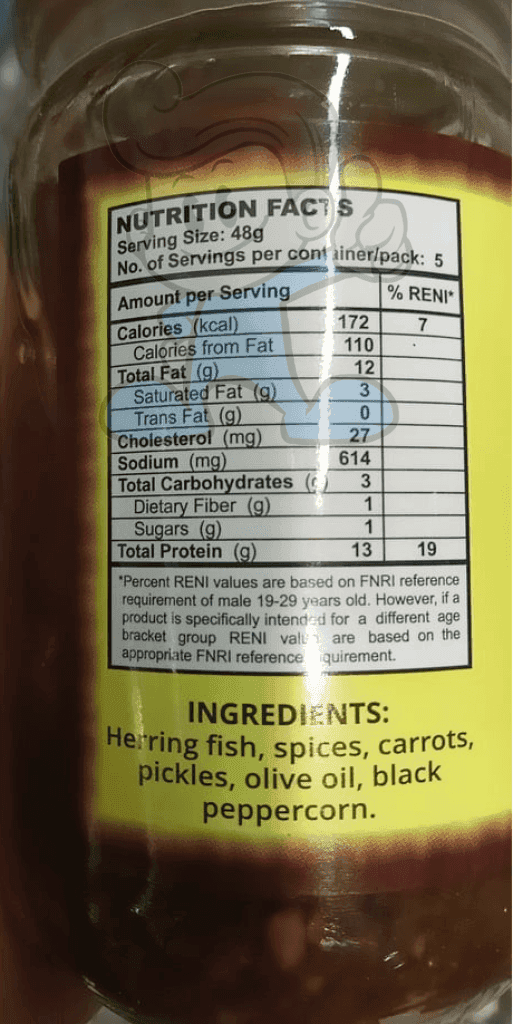 NUTRITION FACTS
Serving Size: 48g
No. of Servings per container/pack: 5
Amount per Serving % RENI*
Calories (kcal) 172 7
Calories from Fat 110
Total Fat (g) 12
Saturated Fat (g) 3
Trans Fat (g) 0
Cholesterol (mg) 27
Sodium (mg) 614
Total Carbohydrates (g) 3
Dietary Fiber (g) 1
Sugars (g) 1
Total Protein (g) 13 19
*Percent RENI values are based on FNRI reference
requirement of male 19-29 years old. However, if a
product is specifically intended for a different age
bracket group RENI values are based on the
appropriate FNRI reference requirement.
INGREDIENTS:
Herring fish, spices, carrots,
pickles, olive oil, black
peppercorn.